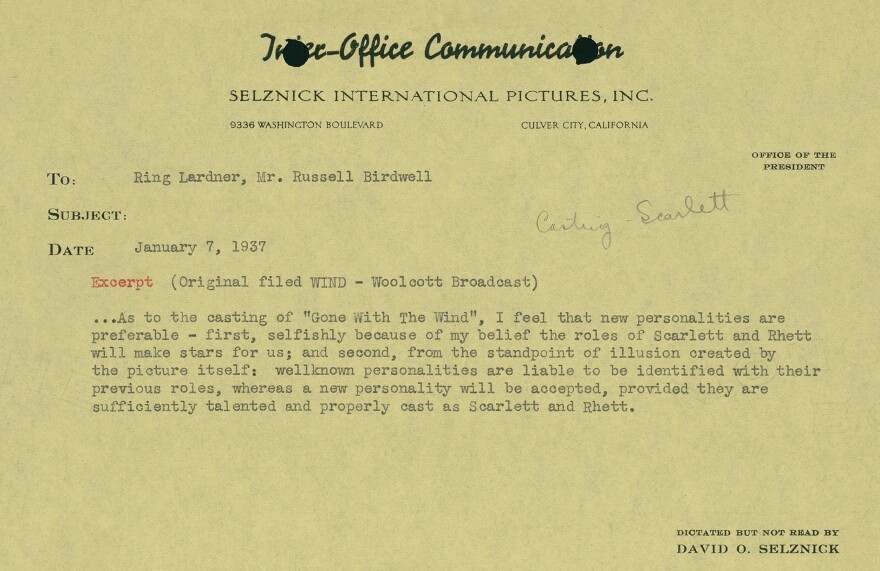 Inter-Office Communication
SELZNICK INTERNATIONAL PICTURES, INC.
9336 WASHINGTON BOULEVARD CULVER CITY, CALIFORNIA
OFFICE OF THE
PRESIDENT
TO: Ring Lardner, Mr. Russell Birdwell
SUBJECT:
Casting - Scarlett
DATE January 7, 1937
Excerpt (Original filed WIND - Woolcott Broadcast)
...As to the casting of "Gone With The Wind", I feel that new personalities are
preferable - first, selfishly because of my belief the roles of Scarlett and Rhett
will make stars for us; and second, from the standpoint of illusion created by
the picture itself: wellknown personalities are liable to be identified with their
previous roles, whereas a new personality will be accepted, provided they are
sufficiently talented and properly cast as Scarlett and Rhett.
DICTATED BUT NOT READ BY
DAVID O. SELZNICK